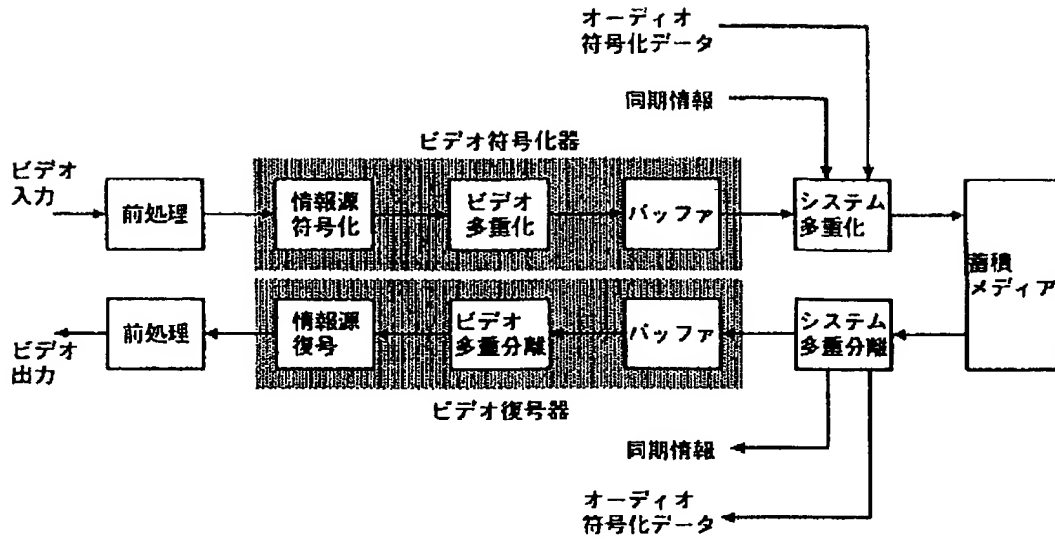 オーディオ
符号化データ
同期情報
ビデオ符号化器
ビデオ
入力
前処理
情報源
符号化
ビデオ
多重化
バッファ
システム
多重化
蓄積
メディア
前処理
情報源
復号
ビデオ
多重分離
バッファ
システム
多重分離
ビデオ
出力
ビデオ復号器
同期情報
オーディオ
符号化データ